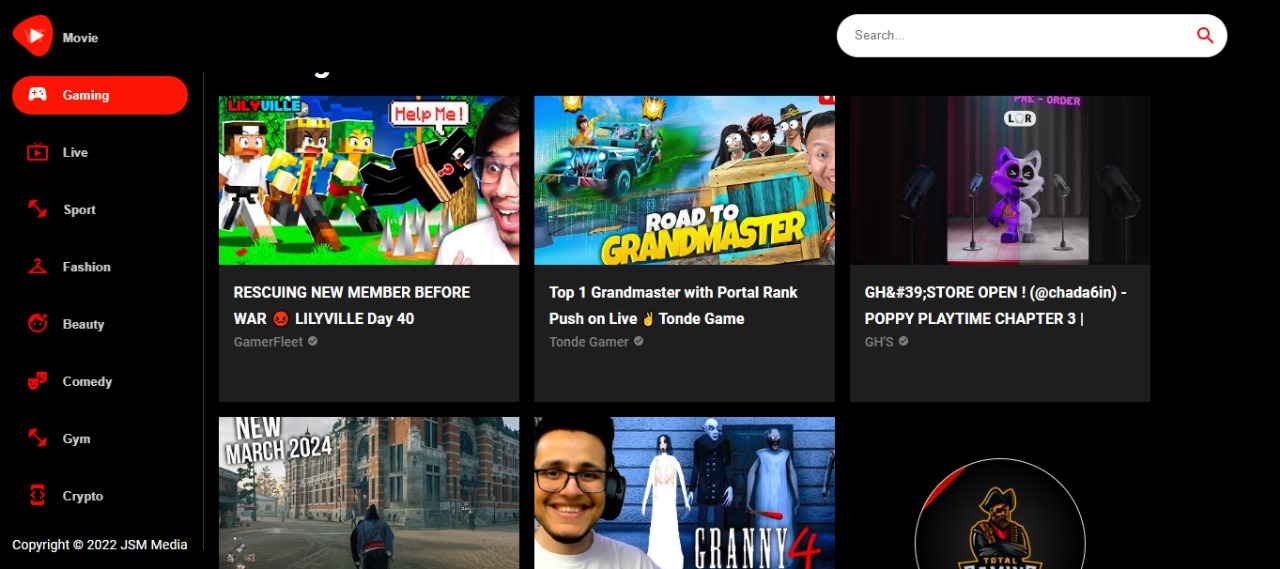 Movie
Search...
Gaming
Live
Sport
Fashion
Beauty
Comedy
Gym
Crypto
Copyright © 2022 JSM Media
LILYVILLE
Help Me !
RESCUING NEW MEMBER BEFORE
WAR 👿 LILYVILLE Day 40
GamerFleet
ROAD TO
GRANDMASTER
Top 1 Grandmaster with Portal Rank
Push on Live ✌ Tonde Game
Tonde Gamer
PRE - ORDER
GH&#39;STORE OPEN ! (@chada6in) -
POPPY PLAYTIME CHAPTER 3 |
GH'S
NEW
MARCH 2024
GRANNY 4
TOTAL
GAMING